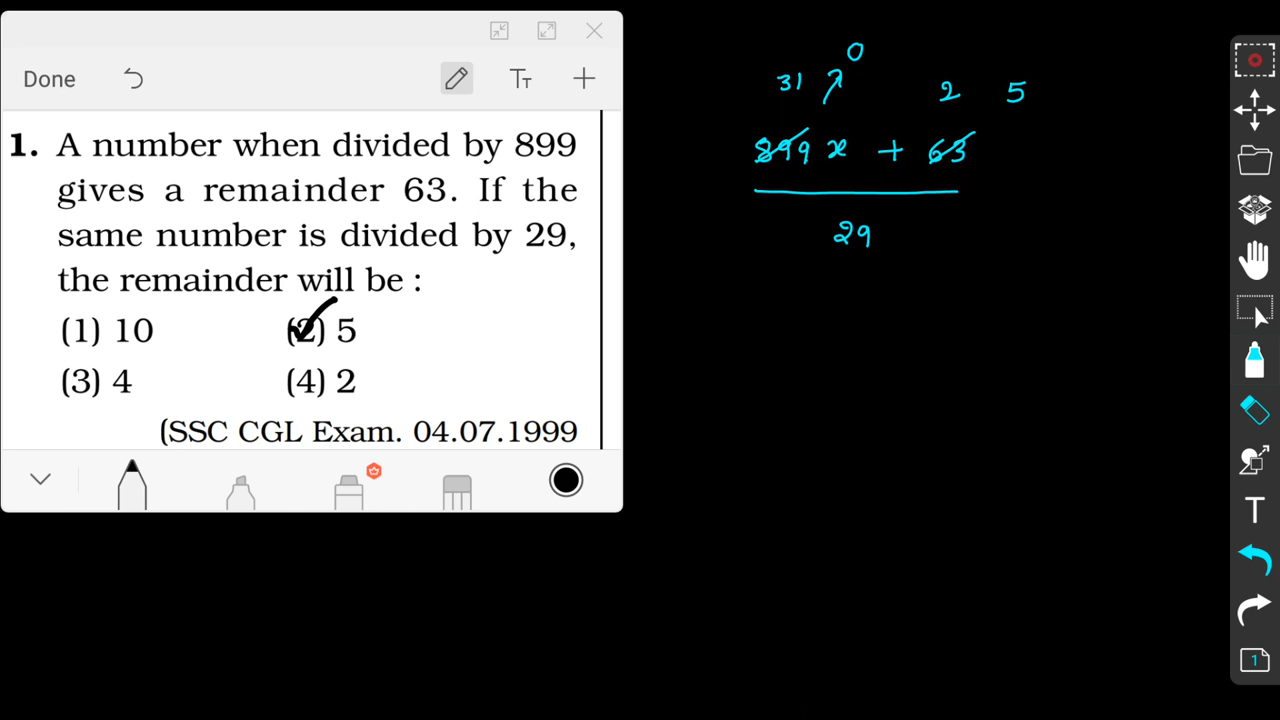 Done
1. A number when divided by 899
gives a remainder 63. If the
same number is divided by 29,
the remainder will be :
(1) 10 (2) 5
(3) 4 (4) 2
(SSC CGL Exam. 04.07.1999
0
31 2 5
899 x + 63
29
Tт
T
1